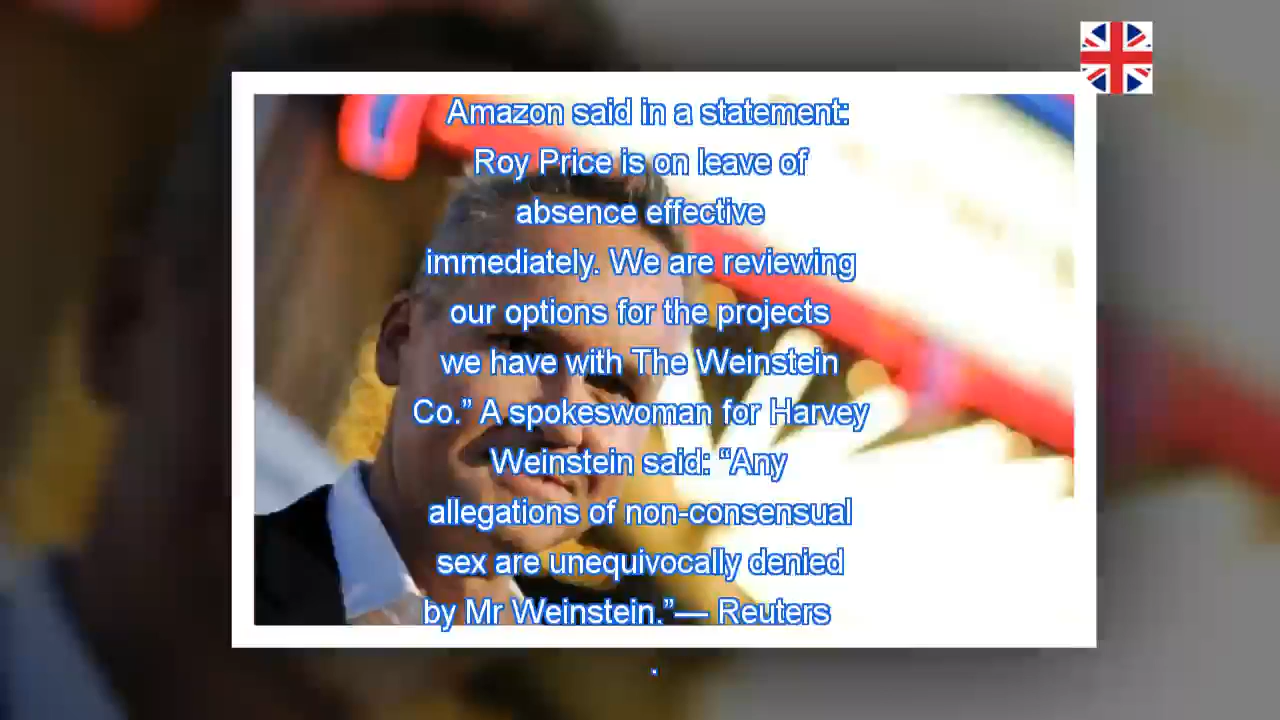 Amazon said in a statement:
Roy Price is on leave of
absence effective
immediately. We are reviewing
our options for the projects
we have with The Weinstein
Co.” A spokeswoman for Harvey
Weinstein said: “Any
allegations of non-consensual
sex are unequivocally denied
by Mr Weinstein.”— Reuters
.